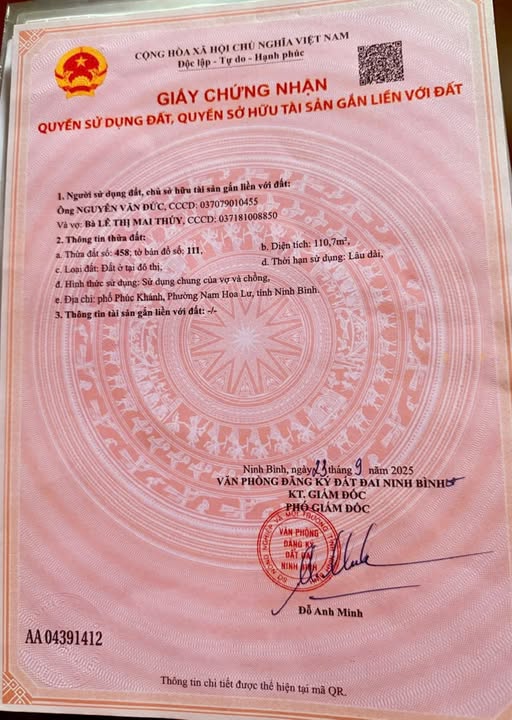 CỘNG HÒA XÃ HỘI CHỦ NGHĨA VIỆT NAM
Độc lập - Tự do - Hạnh phúc
GIẤY CHỨNG NHẬN
QUYỀN SỬ DỤNG ĐẤT, QUYỀN SỞ HỮU TÀI SẢN GẮN LIỀN VỚI ĐẤT
1. Người sử dụng đất, chủ sở hữu tài sản gắn liền với đất:
Ông NGUYỄN VĂN ĐỨC, CCCD: 037079010455
Và vợ: Bà LÊ THỊ MAI THÚY, CCCD: 037181008850
2. Thông tin thửa đất:
a. Thửa đất số: 458; tờ bản đồ số: 111,
b. Diện tích: 110,7m²,
c. Loại đất: Đất ở tại đô thị,
d. Thời hạn sử dụng: Lâu dài,
đ. Hình thức sử dụng: Sử dụng chung của vợ và chồng,
e. Địa chỉ: phố Phúc Khánh, Phường Nam Hoa Lư, tỉnh Ninh Bình.
3. Thông tin tài sản gắn liền với đất: -/-
Ninh Bình, ngày 23 tháng 9 năm 2025
VĂN PHÒNG ĐĂNG KÝ ĐẤT ĐAI NINH BÌNH
KT. GIÁM ĐỐC
PHÓ GIÁM ĐỐC
VĂN PHÒNG
ĐĂNG KÝ
ĐẤT ĐAI
NINH BÌNH
Đỗ Anh Minh
AA 04391412
Thông tin chi tiết được thể hiện tại mã QR.